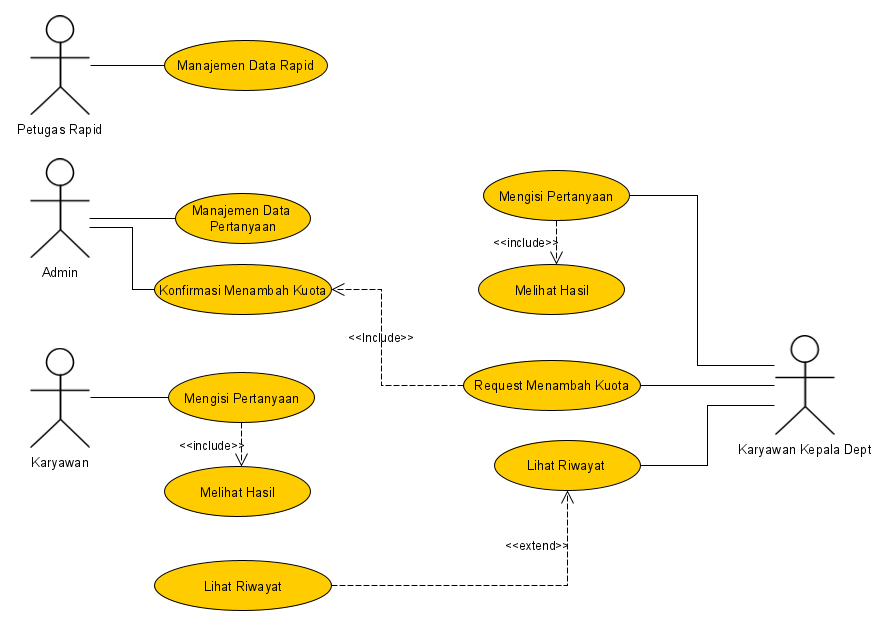 Manajemen Data Rapid
Petugas Rapid
Manajemen Data
Pertanyaan
Admin
Konfirmasi Menambah Kuota
Mengisi Pertanyaan
<<include>>
Melihat Hasil
<<Include>>
Request Menambah Kuota
Karyawan Kepala Dept
Mengisi Pertanyaan
Karyawan
<<include>>
Melihat Hasil
Lihat Riwayat
<<extend>>
Lihat Riwayat